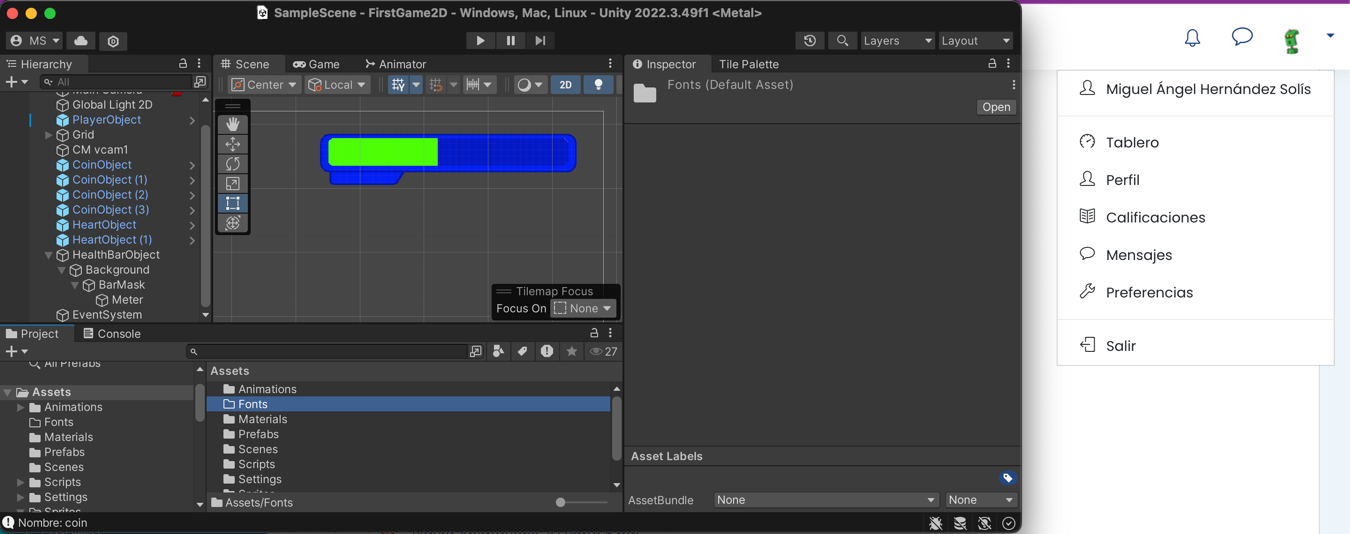 SampleScene - FirstGame2D - Windows, Mac, Linux - Unity 2022.3.49f1 <Metal>
MS
Layers
Layout
Hierarchy
All
Main Camera
Global Light 2D
PlayerObject
Grid
CM vcam1
CoinObject
CoinObject (1)
CoinObject (2)
CoinObject (3)
HeartObject
HeartObject (1)
HealthBarObject
Background
BarMask
Meter
EventSystem
Scene
Game
Animator
Center
Local
2D
Tilemap Focus
Focus On
None
Inspector
Tile Palette
Fonts (Default Asset)
Open
Asset Labels
AssetBundle
None
None
Project
Console
27
All Prefabs
Assets
Animations
Fonts
Materials
Prefabs
Scenes
Scripts
Settings
Sprites
Assets
Animations
Fonts
Materials
Prefabs
Scenes
Scripts
Settings
Sprites
Assets/Fonts
Nombre: coin
Miguel Ángel Hernández Solís
Tablero
Perfil
Calificaciones
Mensajes
Preferencias
Salir